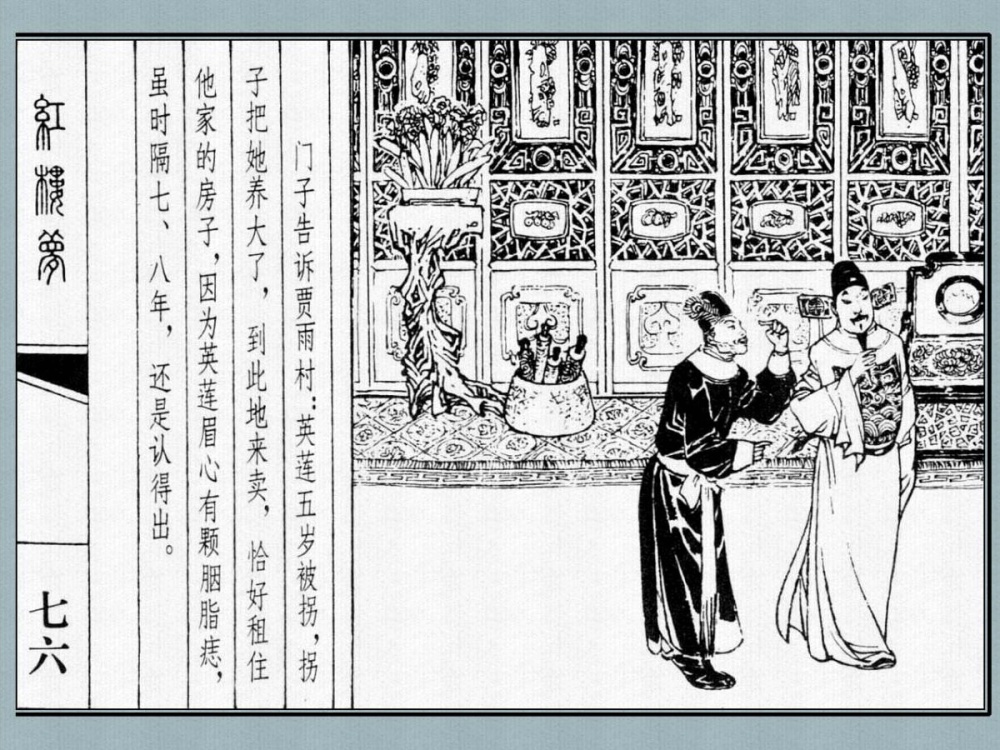 门子告诉贾雨村：英莲五岁被拐，拐
子把她养大了，到此地来卖，恰好租住
他家的房子，因为英莲眉心有颗胭脂痣，
虽时隔七、八年，还是认得出。
红楼梦
七六